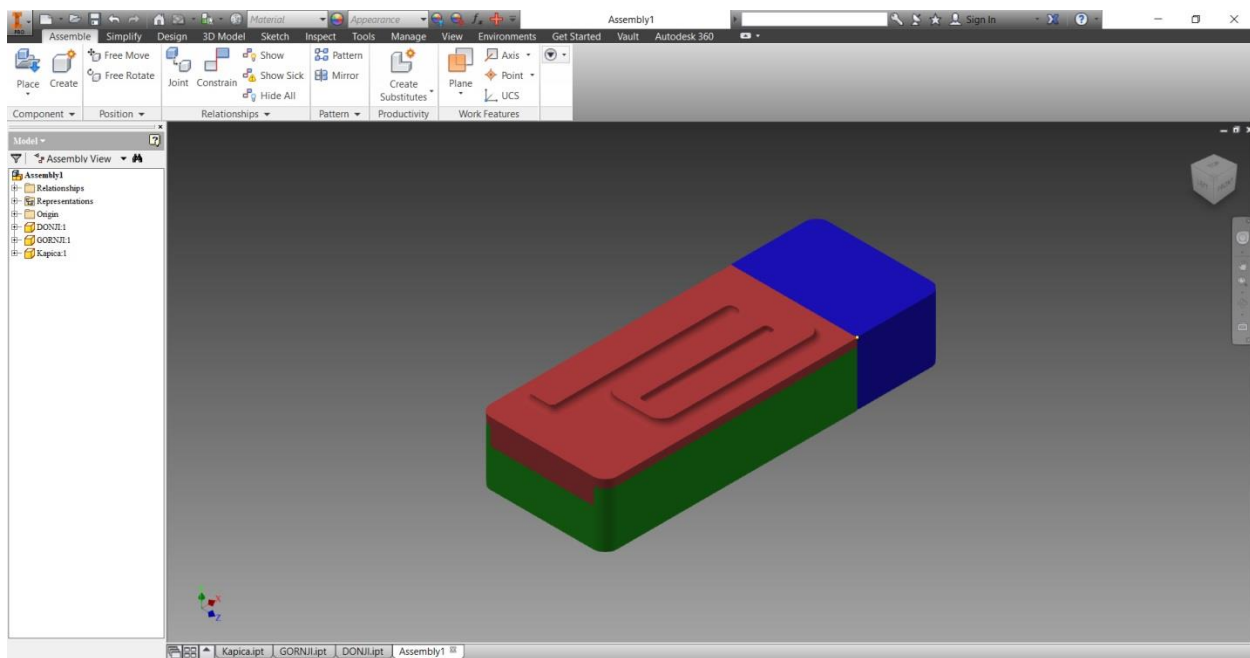 PRO Material Appearance Assembly1 Sign In
Assemble Simplify Design 3D Model Sketch Inspect Tools Manage View Environments Get Started Vault Autodesk 360
Free Move Show Pattern Axis
Free Rotate Show Sick Mirror Point
Place Create Joint Constrain Create Plane
Hide All Substitutes UCS
Component Position Relationships Pattern Productivity Work Features
Model
Assembly View
Assembly1
Relationships
Representations
Origin
DONJI:1
GORNJI:1
Kapica:1
Kapica.ipt GORNJI.ipt DONJI.ipt Assembly1